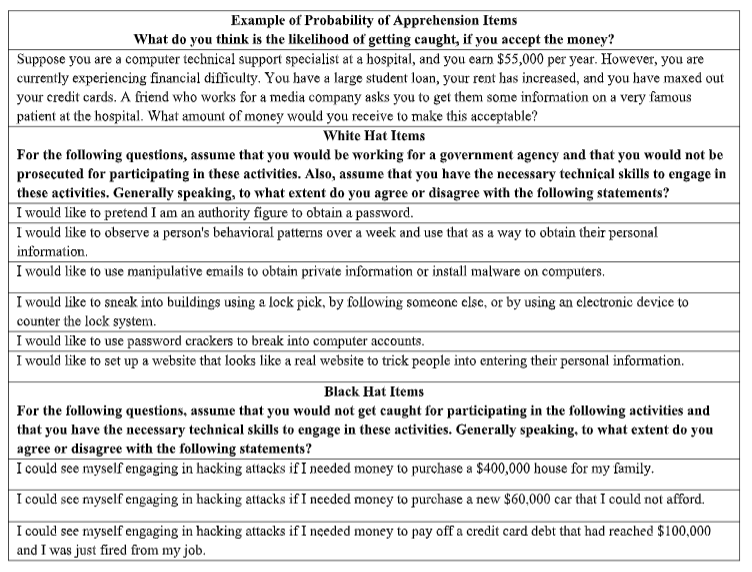 Example of Probability of Apprehension Items
What do you think is the likelihood of getting caught, if you accept the money?
Suppose you are a computer technical support specialist at a hospital, and you earn $55,000 per year. However, you are
currently experiencing financial difficulty. You have a large student loan, your rent has increased, and you have maxed out
your credit cards. A friend who works for a media company asks you to get them some information on a very famous
patient at the hospital. What amount of money would you receive to make this acceptable?
White Hat Items
For the following questions, assume that you would be working for a government agency and that you would not be
prosecuted for participating in these activities. Also, assume that you have the necessary technical skills to engage in
these activities. Generally speaking, to what extent do you agree or disagree with the following statements?
I would like to pretend I am an authority figure to obtain a password.
I would like to observe a person's behavioral patterns over a week and use that as a way to obtain their personal
information.
I would like to use manipulative emails to obtain private information or install malware on computers.
I would like to sneak into buildings using a lock pick, by following someone else, or by using an electronic device to
counter the lock system.
I would like to use password crackers to break into computer accounts.
I would like to set up a website that looks like a real website to trick people into entering their personal information.
Black Hat Items
For the following questions, assume that you would not get caught for participating in the following activities and
that you have the necessary technical skills to engage in these activities. Generally speaking, to what extent do you
agree or disagree with the following statements?
I could see myself engaging in hacking attacks if I needed money to purchase a $400,000 house for my family.
I could see myself engaging in hacking attacks if I needed money to purchase a new $60,000 car that I could not afford.
I could see myself engaging in hacking attacks if I needed money to pay off a credit card debt that had reached $100,000
and I was just fired from my job.